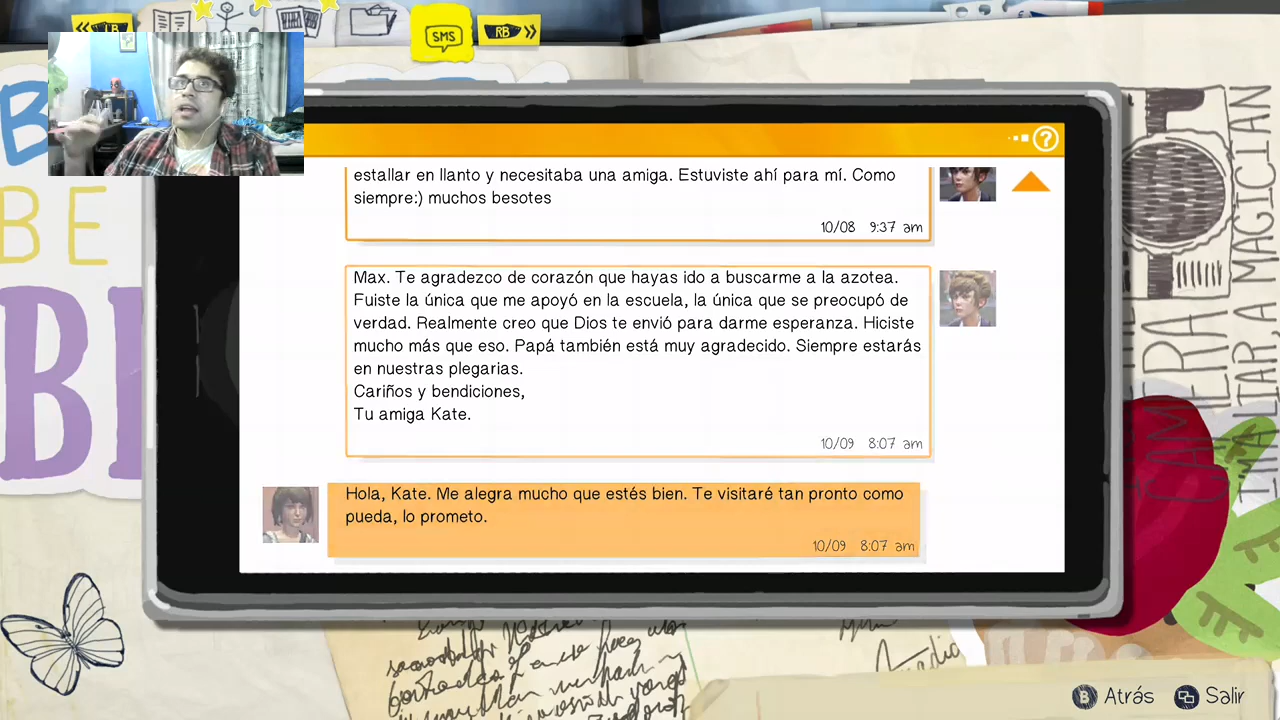 LB
SMS
RB
?
estallar en llanto y necesitaba una amiga. Estuviste ahí para mí. Como
siempre:) muchos besotes
10/08 9:37 am
Max. Te agradezco de corazón que hayas ido a buscarme a la azotea.
Fuiste la única que me apoyó en la escuela, la única que se preocupó de
verdad. Realmente creo que Dios te envió para darme esperanza. Hiciste
mucho más que eso. Papá también está muy agradecido. Siempre estarás
en nuestras plegarias.
Cariños y bendiciones,
Tu amiga Kate.
10/09 8:07 am
Hola, Kate. Me alegra mucho que estés bien. Te visitaré tan pronto como
pueda, lo prometo.
10/09 8:07 am
B
BE
B
CAMERA
MAGICIAN
B Atrás
Salir